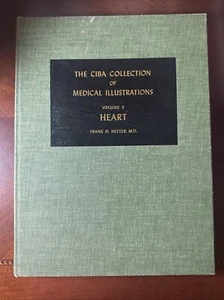 THE CIBA COLLECTION
OF
MEDICAL ILLUSTRATIONS
VOLUME 5
HEART
FRANK H. NETTER, M.D.